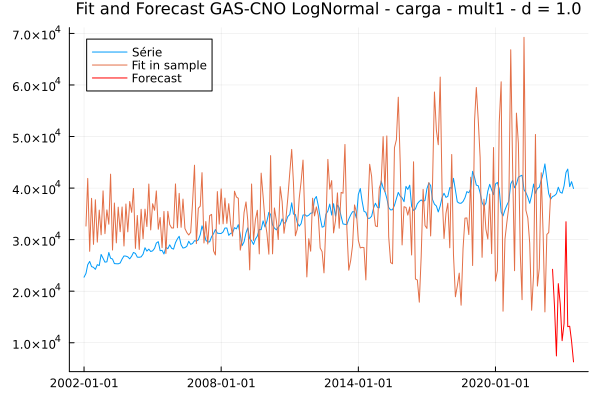 Fit and Forecast GAS-CNO LogNormal - carga - mult1 - d = 1.0
7.0×10⁴
6.0×10⁴
5.0×10⁴
4.0×10⁴
3.0×10⁴
2.0×10⁴
1.0×10⁴
Série
Fit in sample
Forecast
2002-01-01 2008-01-01 2014-01-01 2020-01-01